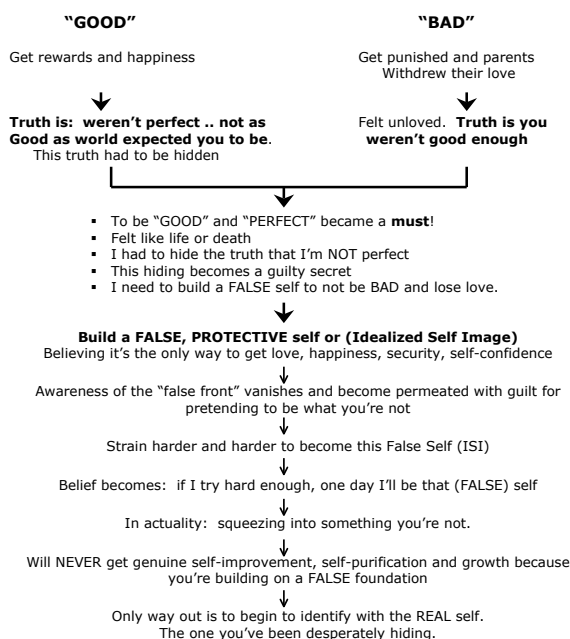 “GOOD”
“BAD”
Get rewards and happiness
Get punished and parents
Withdrew their love
Truth is:  weren’t perfect .. not as
Good as world expected you to be.
This truth had to be hidden
Felt unloved.  Truth is you
weren’t good enough
▪ To be “GOOD” and “PERFECT” became a must!
▪ Felt like life or death
▪ I had to hide the truth that I’m NOT perfect
▪ This hiding becomes a guilty secret
▪ I need to build a FALSE self to not be BAD and lose love.
Build a FALSE, PROTECTIVE self or (Idealized Self Image)
Believing it’s the only way to get love, happiness, security, self-confidence
Awareness of the “false front” vanishes and become permeated with guilt for
pretending to be what you’re not
Strain harder and harder to become this False Self (ISI)
Belief becomes:  if I try hard enough, one day I’ll be that (FALSE) self
In actuality:  squeezing into something you’re not.
Will NEVER get genuine self-improvement, self-purification and growth because
you’re building on a FALSE foundation
Only way out is to begin to identify with the REAL self.
The one you’ve been desperately hiding.